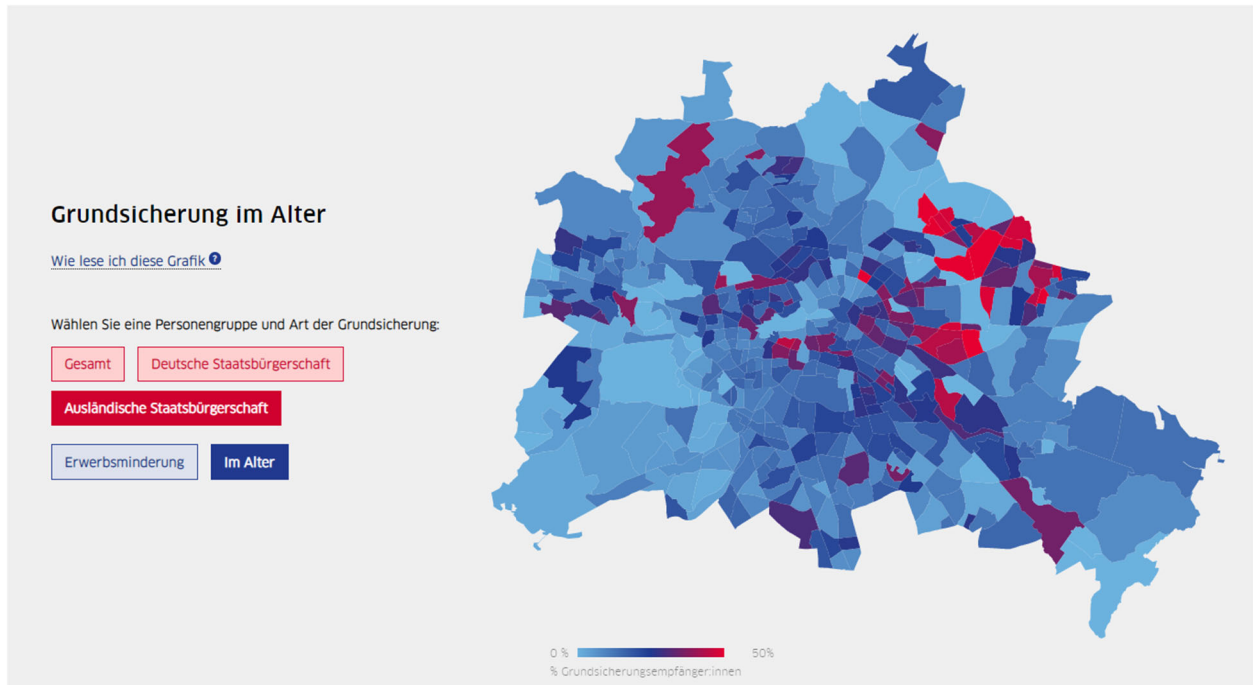 Grundsicherung im Alter
Wie lese ich diese Grafik ?
Wählen Sie eine Personengruppe und Art der Grundsicherung:
Gesamt Deutsche Staatsbürgerschaft
Ausländische Staatsbürgerschaft
Erwerbsminderung Im Alter
0 % 50%
% Grundsicherungsempfänger:innen